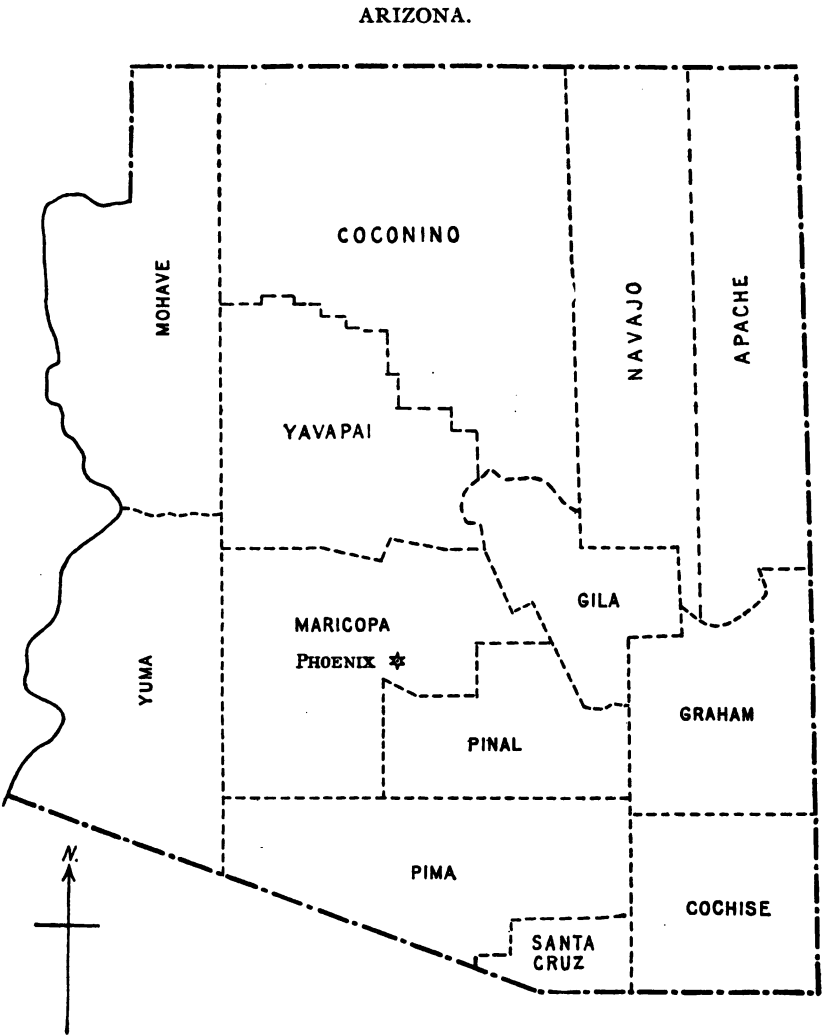 ARIZONA.
COCONINO
MOHAVE
NAVAJO
APACHE
YAVAPAI
GILA
MARICOPA
PHOENIX
YUMA
GRAHAM
PINAL
N.
PIMA
COCHISE
SANTA
CRUZ